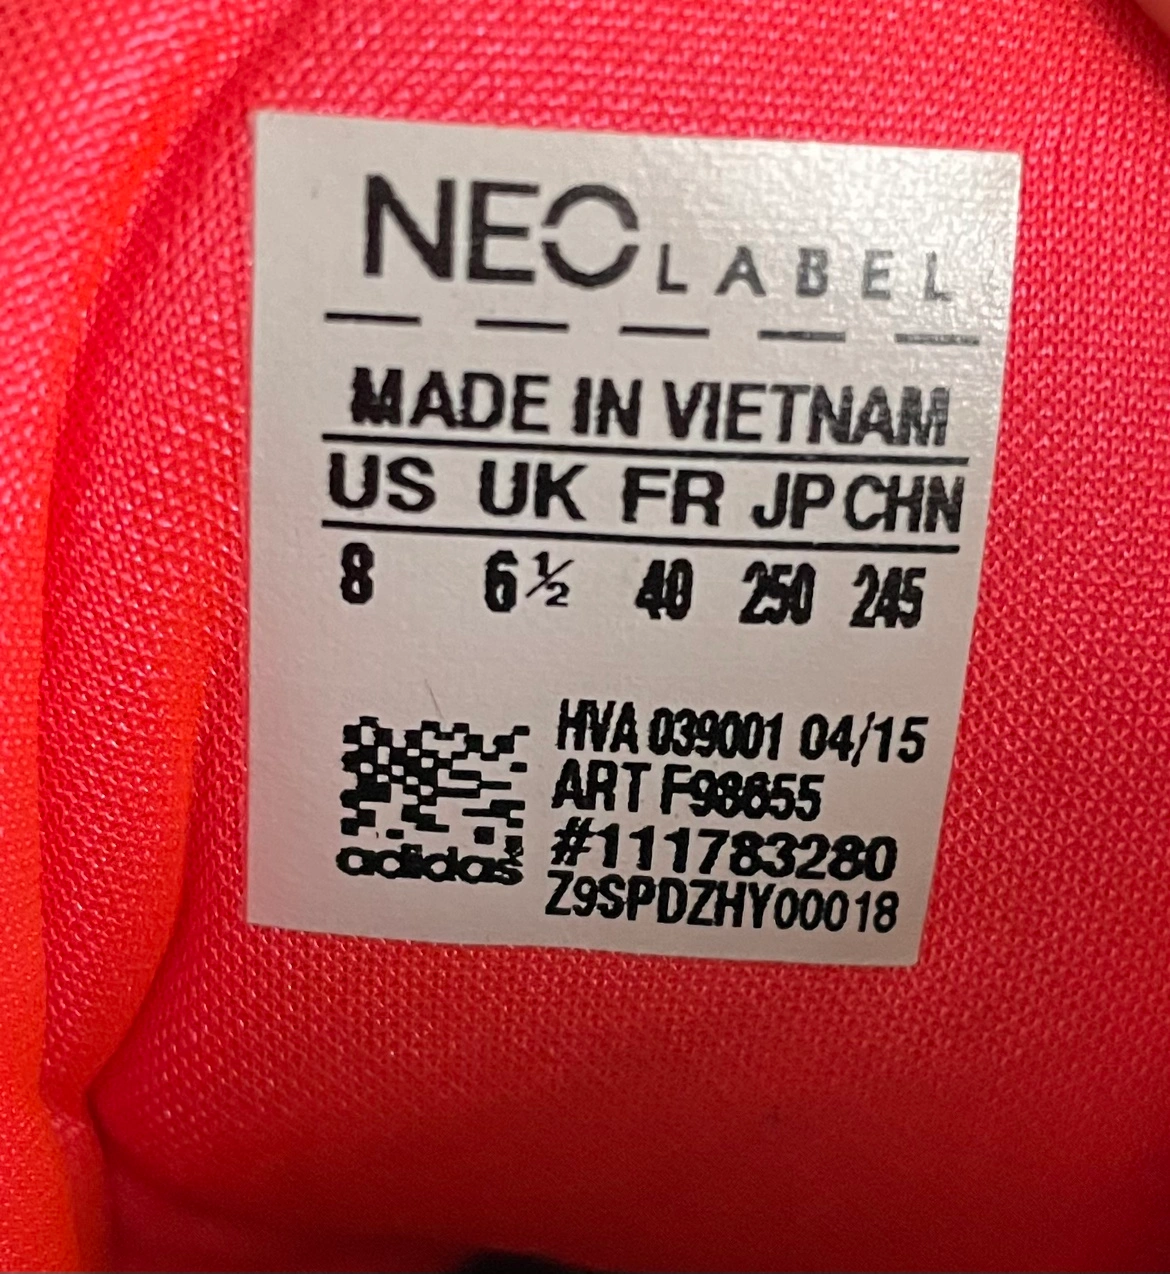 NEO LABEL
MADE IN VIETNAM
US UK FR JP CHN
8 6½ 40 250 245
HVA 039001 04/15
ART F98655
#111783280
Z9SPDZHY00018
adidas